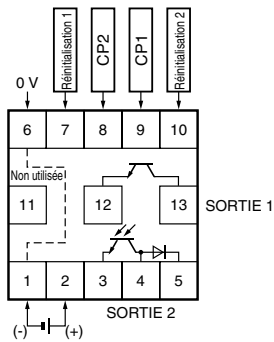 Réinitialisation 1
CP2
CP1
Réinitialisation 2
0 V
6 7 8 9 10
Non utilisée
11 12 13
SORTIE 1
1 2 3 4 5
SORTIE 2
(-) (+)